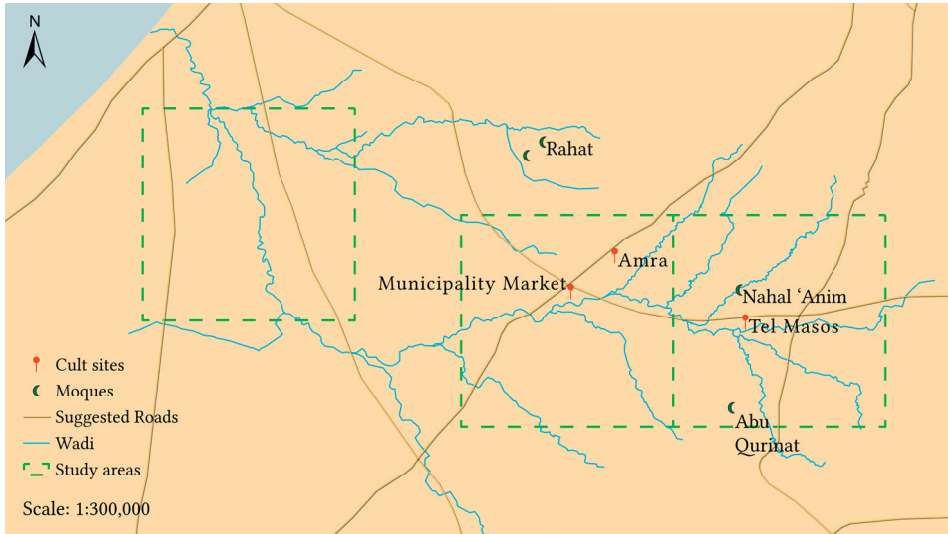 N
Rahat
Amra
Municipality Market
Nahal ‘Anim
Tel Masos
Abu
Qurinat
Cult sites
Moques
Suggested Roads
Wadi
Study areas
Scale: 1:300,000